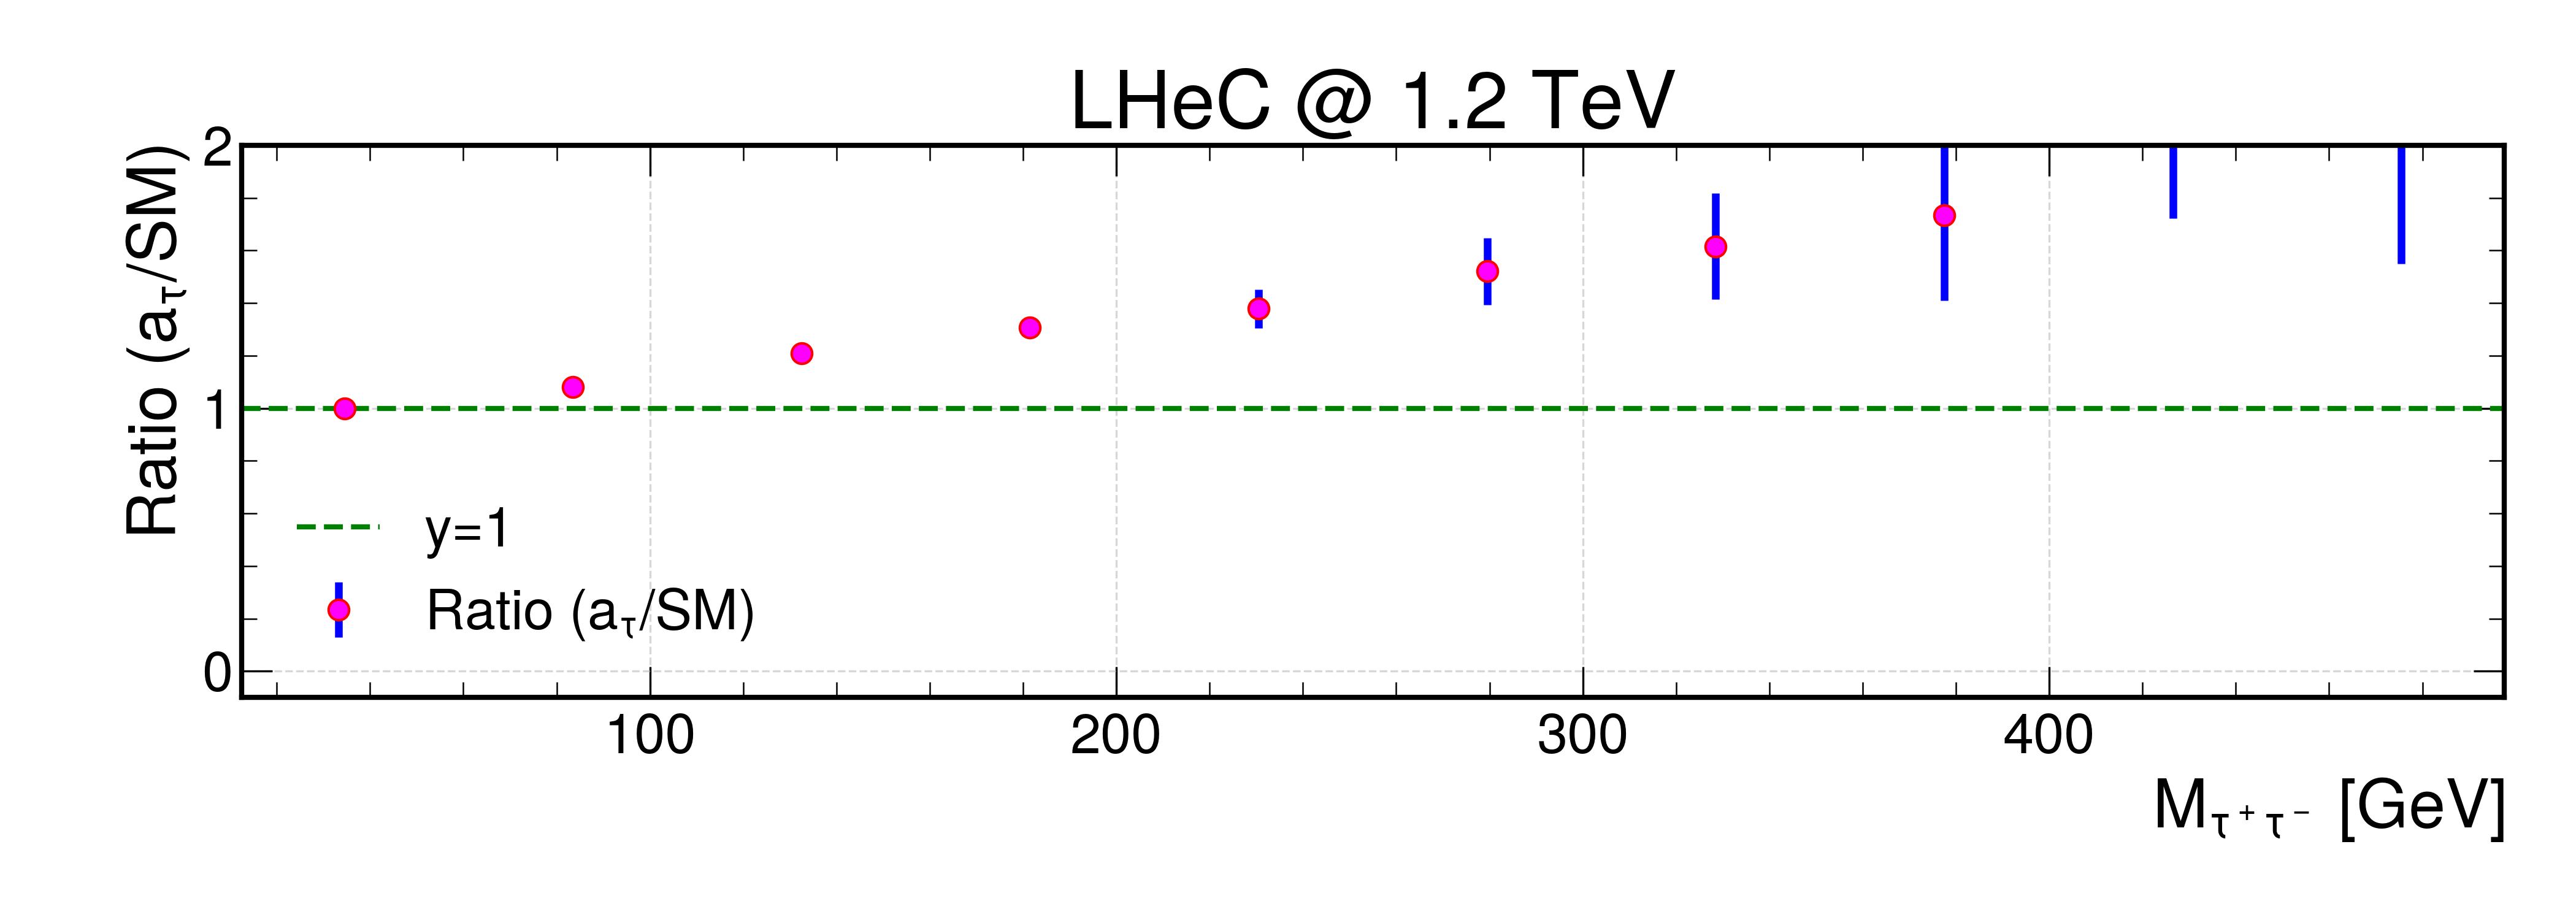 LHeC @ 1.2 TeV
Ratio (aτ/SM)
2
1
0
y=1
Ratio (aτ/SM)
100 200 300 400
Mτ⁺τ⁻ [GeV]